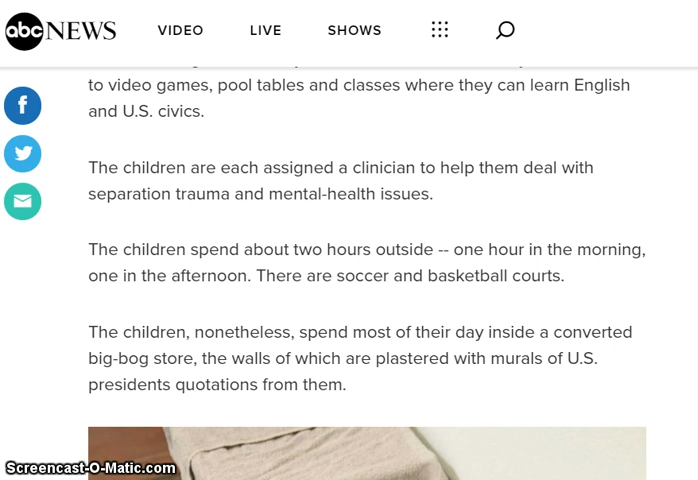 abc NEWS VIDEO LIVE SHOWS
to video games, pool tables and classes where they can learn English
and U.S. civics.
The children are each assigned a clinician to help them deal with
separation trauma and mental-health issues.
The children spend about two hours outside -- one hour in the morning,
one in the afternoon. There are soccer and basketball courts.
The children, nonetheless, spend most of their day inside a converted
big-bog store, the walls of which are plastered with murals of U.S.
presidents quotations from them.
Screencast-O-Matic.com